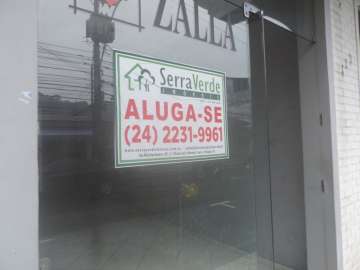 ZALLA
SerraVerde
IMÓVEIS
ALUGA-SE
(24) 2231-9961